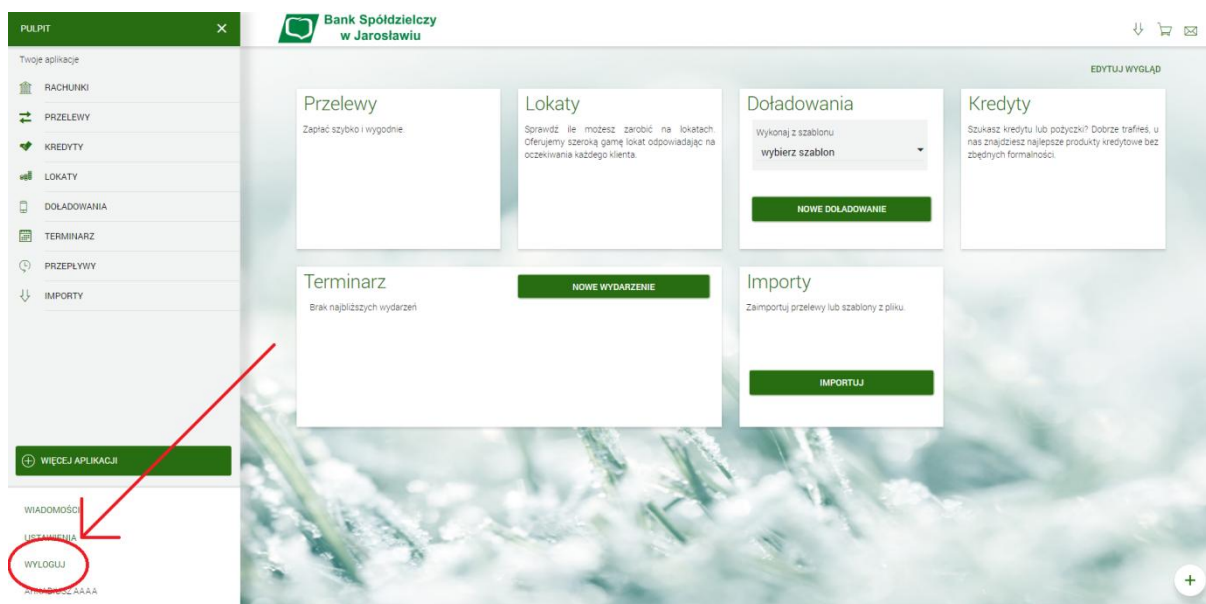 PULPIT
Bank Spółdzielczy
w Jarosławiu
Twoje aplikacje
RACHUNKI
PRZELEWY
KREDYTY
LOKATY
DOŁADOWANIA
TERMINARZ
PRZEPŁYWY
IMPORTY
WIĘCEJ APLIKACJI
WIADOMOŚCI
USTAWIENIA
WYLOGUJ
ARKADIUSZ AAAA
EDYTUJ WYGLĄD
Przelewy
Zapłać szybko i wygodnie.
Lokaty
Sprawdź ile możesz zarobić na lokatach.
Oferujemy szeroką gamę lokat odpowiadając na
oczekiwania każdego klienta.
Doładowania
Wykonaj z szablonu
wybierz szablon
NOWE DOŁADOWANIE
Kredyty
Szukasz kredytu lub pożyczki? Dobrze trafiłeś, u
nas znajdziesz najlepsze produkty kredytowe bez
zbędnych formalności.
Terminarz
NOWE WYDARZENIE
Brak najbliższych wydarzeń
Importy
Zaimportuj przelewy lub szablony z pliku.
IMPORTUJ